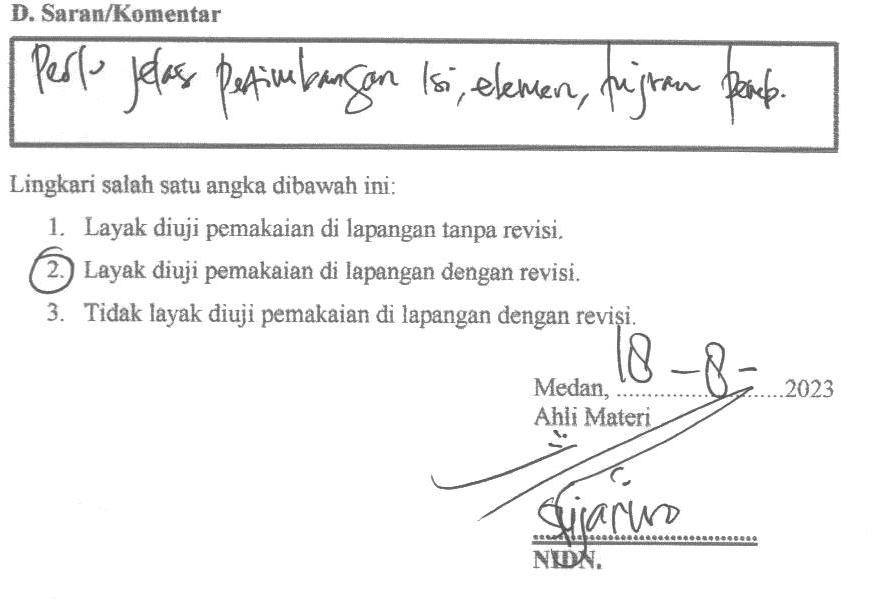 D. Saran/Komentar
Perlu jelas pertimbangan isi, elemen, tujuan pemb.
Lingkari salah satu angka dibawah ini:
1. Layak diuji pemakaian di lapangan tanpa revisi.
2. Layak diuji pemakaian di lapangan dengan revisi.
3. Tidak layak diuji pemakaian di lapangan dengan revisi.
Medan, 18-8-2023
Ahli Materi
Sujarwo
NIDN.